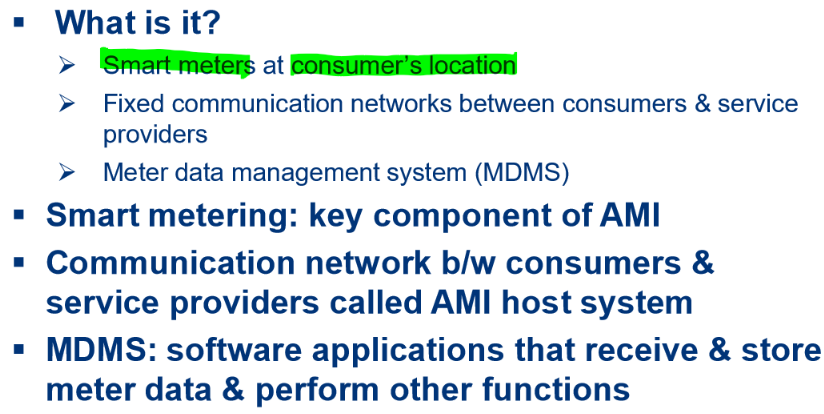 What is it?
Smart meters at consumer's location
Fixed communication networks between consumers & service
providers
Meter data management system (MDMS)
Smart metering: key component of AMI
Communication network b/w consumers &
service providers called AMI host system
MDMS: software applications that receive & store
meter data & perform other functions